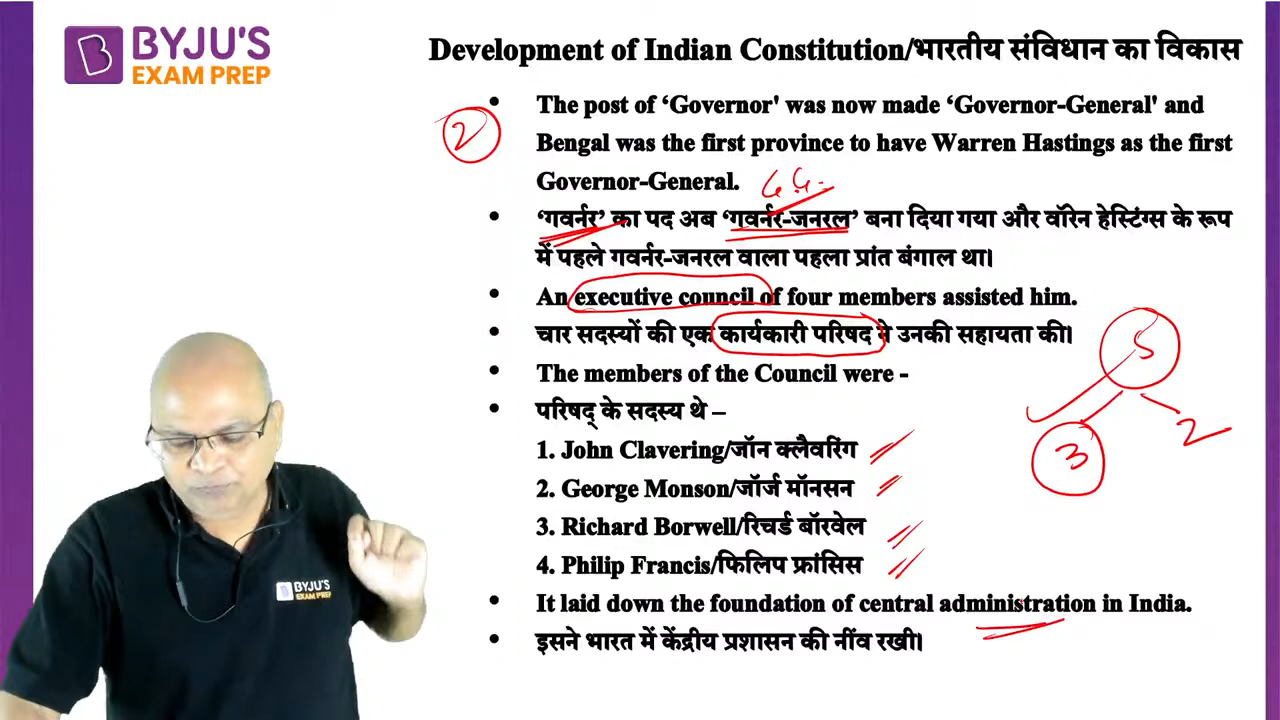 BYJU'S
EXAM PREP
Development of Indian Constitution/भारतीय संविधान का विकास
2
• The post of ‘Governor' was now made ‘Governor-General' and
Bengal was the first province to have Warren Hastings as the first
Governor-General.
G.G.
• ‘गवर्नर’ का पद अब ‘गवर्नर-जनरल’ बना दिया गया और वॉरेन हेस्टिंग्स के रूप
में पहले गवर्नर-जनरल वाला पहला प्रांत बंगाल था।
• An executive council of four members assisted him.
• चार सदस्यों की एक कार्यकारी परिषद ने उनकी सहायता की।
5
• The members of the Council were -
• परिषद् के सदस्य थे –
3 2
1. John Clavering/जॉन क्लैवरिंग
2. George Monson/जॉर्ज मॉनसन
3. Richard Borwell/रिचर्ड बॉरवेल
4. Philip Francis/फिलिप फ्रांसिस
• It laid down the foundation of central administration in India.
• इसने भारत में केंद्रीय प्रशासन की नींव रखी।
BYJU'S
EXAM PREP